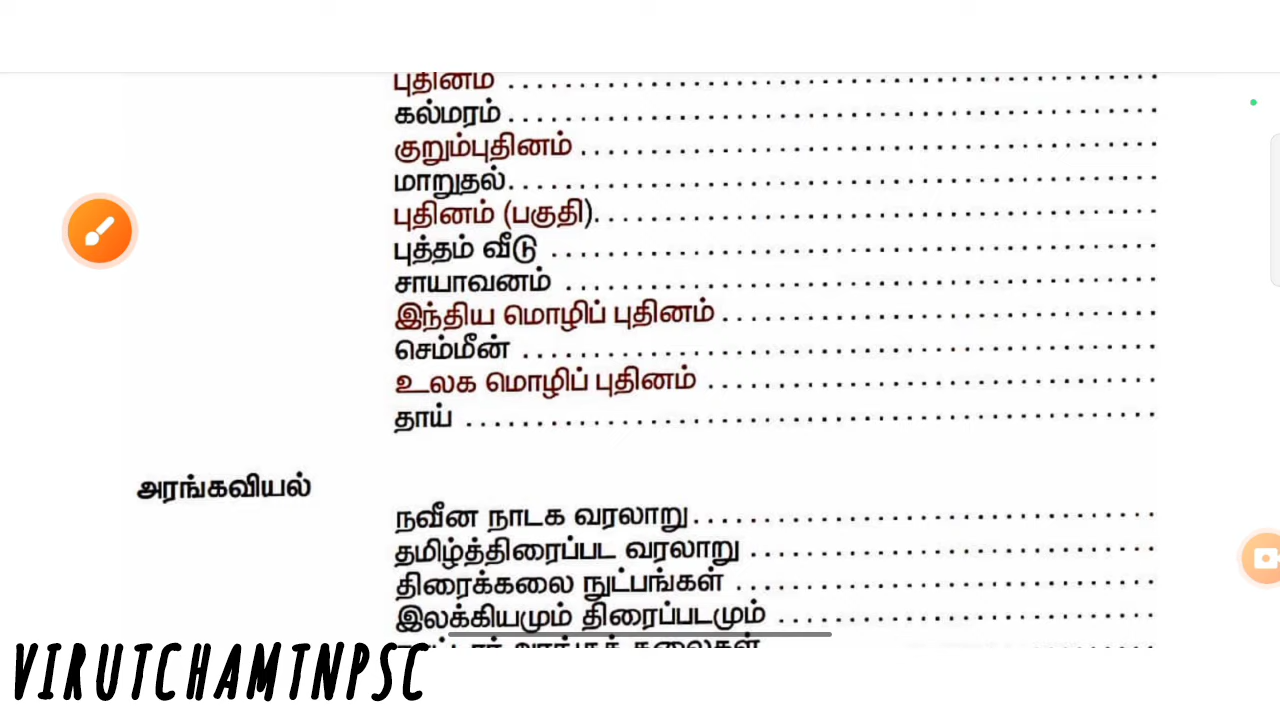 புதினம் ........................................
கல்மரம் ........................................
குறும்புதினம் ........................................
மாறுதல் ........................................
புதினம் (பகுதி) ........................................
புத்தம் வீடு ........................................
சாயாவனம் ........................................
இந்திய மொழிப் புதினம் ........................................
செம்மீன் ........................................
உலக மொழிப் புதினம் ........................................
தாய் ........................................
அரங்கவியல்
நவீன நாடக வரலாறு ........................................
தமிழ்த்திரைப்பட வரலாறு ........................................
திரைக்கலை நுட்பங்கள் ........................................
இலக்கியமும் திரைப்படமும் ........................................
VIRUTCHAMTNPSC